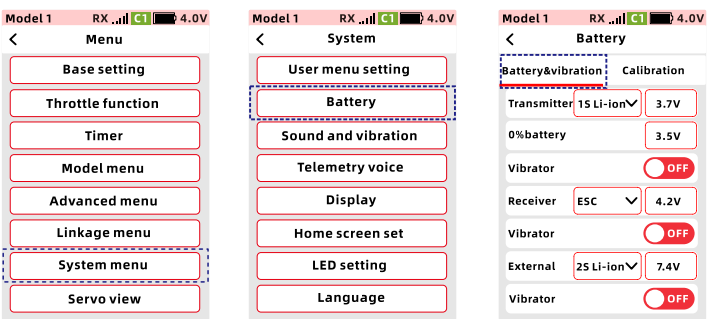 Model 1 RX C1 4.0V
Menu
Base setting
Throttle function
Timer
Model menu
Advanced menu
Linkage menu
System menu
Servo view
Model 1 RX C1 4.0V
System
User menu setting
Battery
Sound and vibration
Telemetry voice
Display
Home screen set
LED setting
Language
Model 1 RX C1 4.0V
Battery
Battery&vibration Calibration
Transmitter 1S Li-ion 3.7V
0%battery 3.5V
Vibrator OFF
Receiver ESC 4.2V
Vibrator OFF
External 2S Li-ion 7.4V
Vibrator OFF